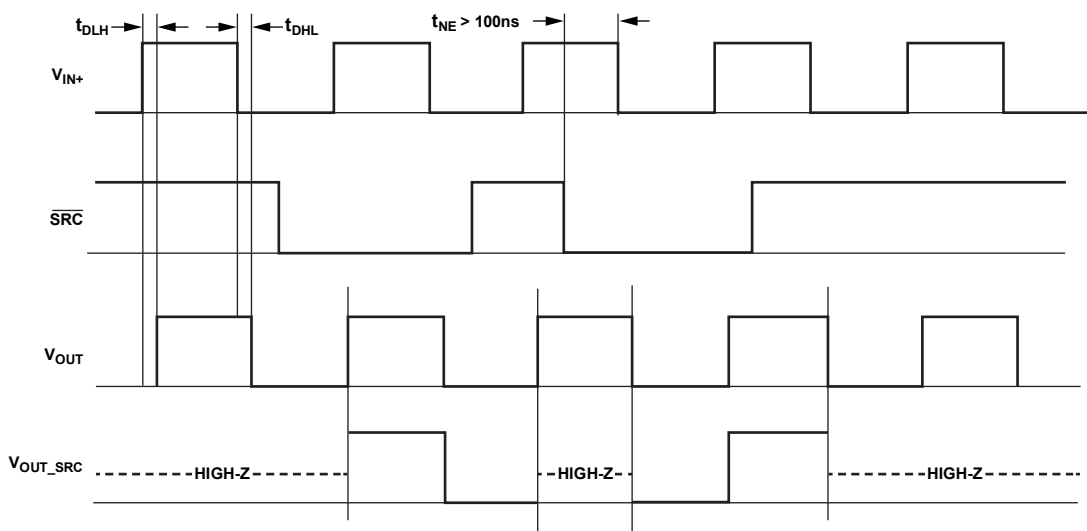 tDLH
tDHL
tNE > 100ns
VIN+
SRC
VOUT
VOUT_SRC
HIGH-Z
HIGH-Z
HIGH-Z